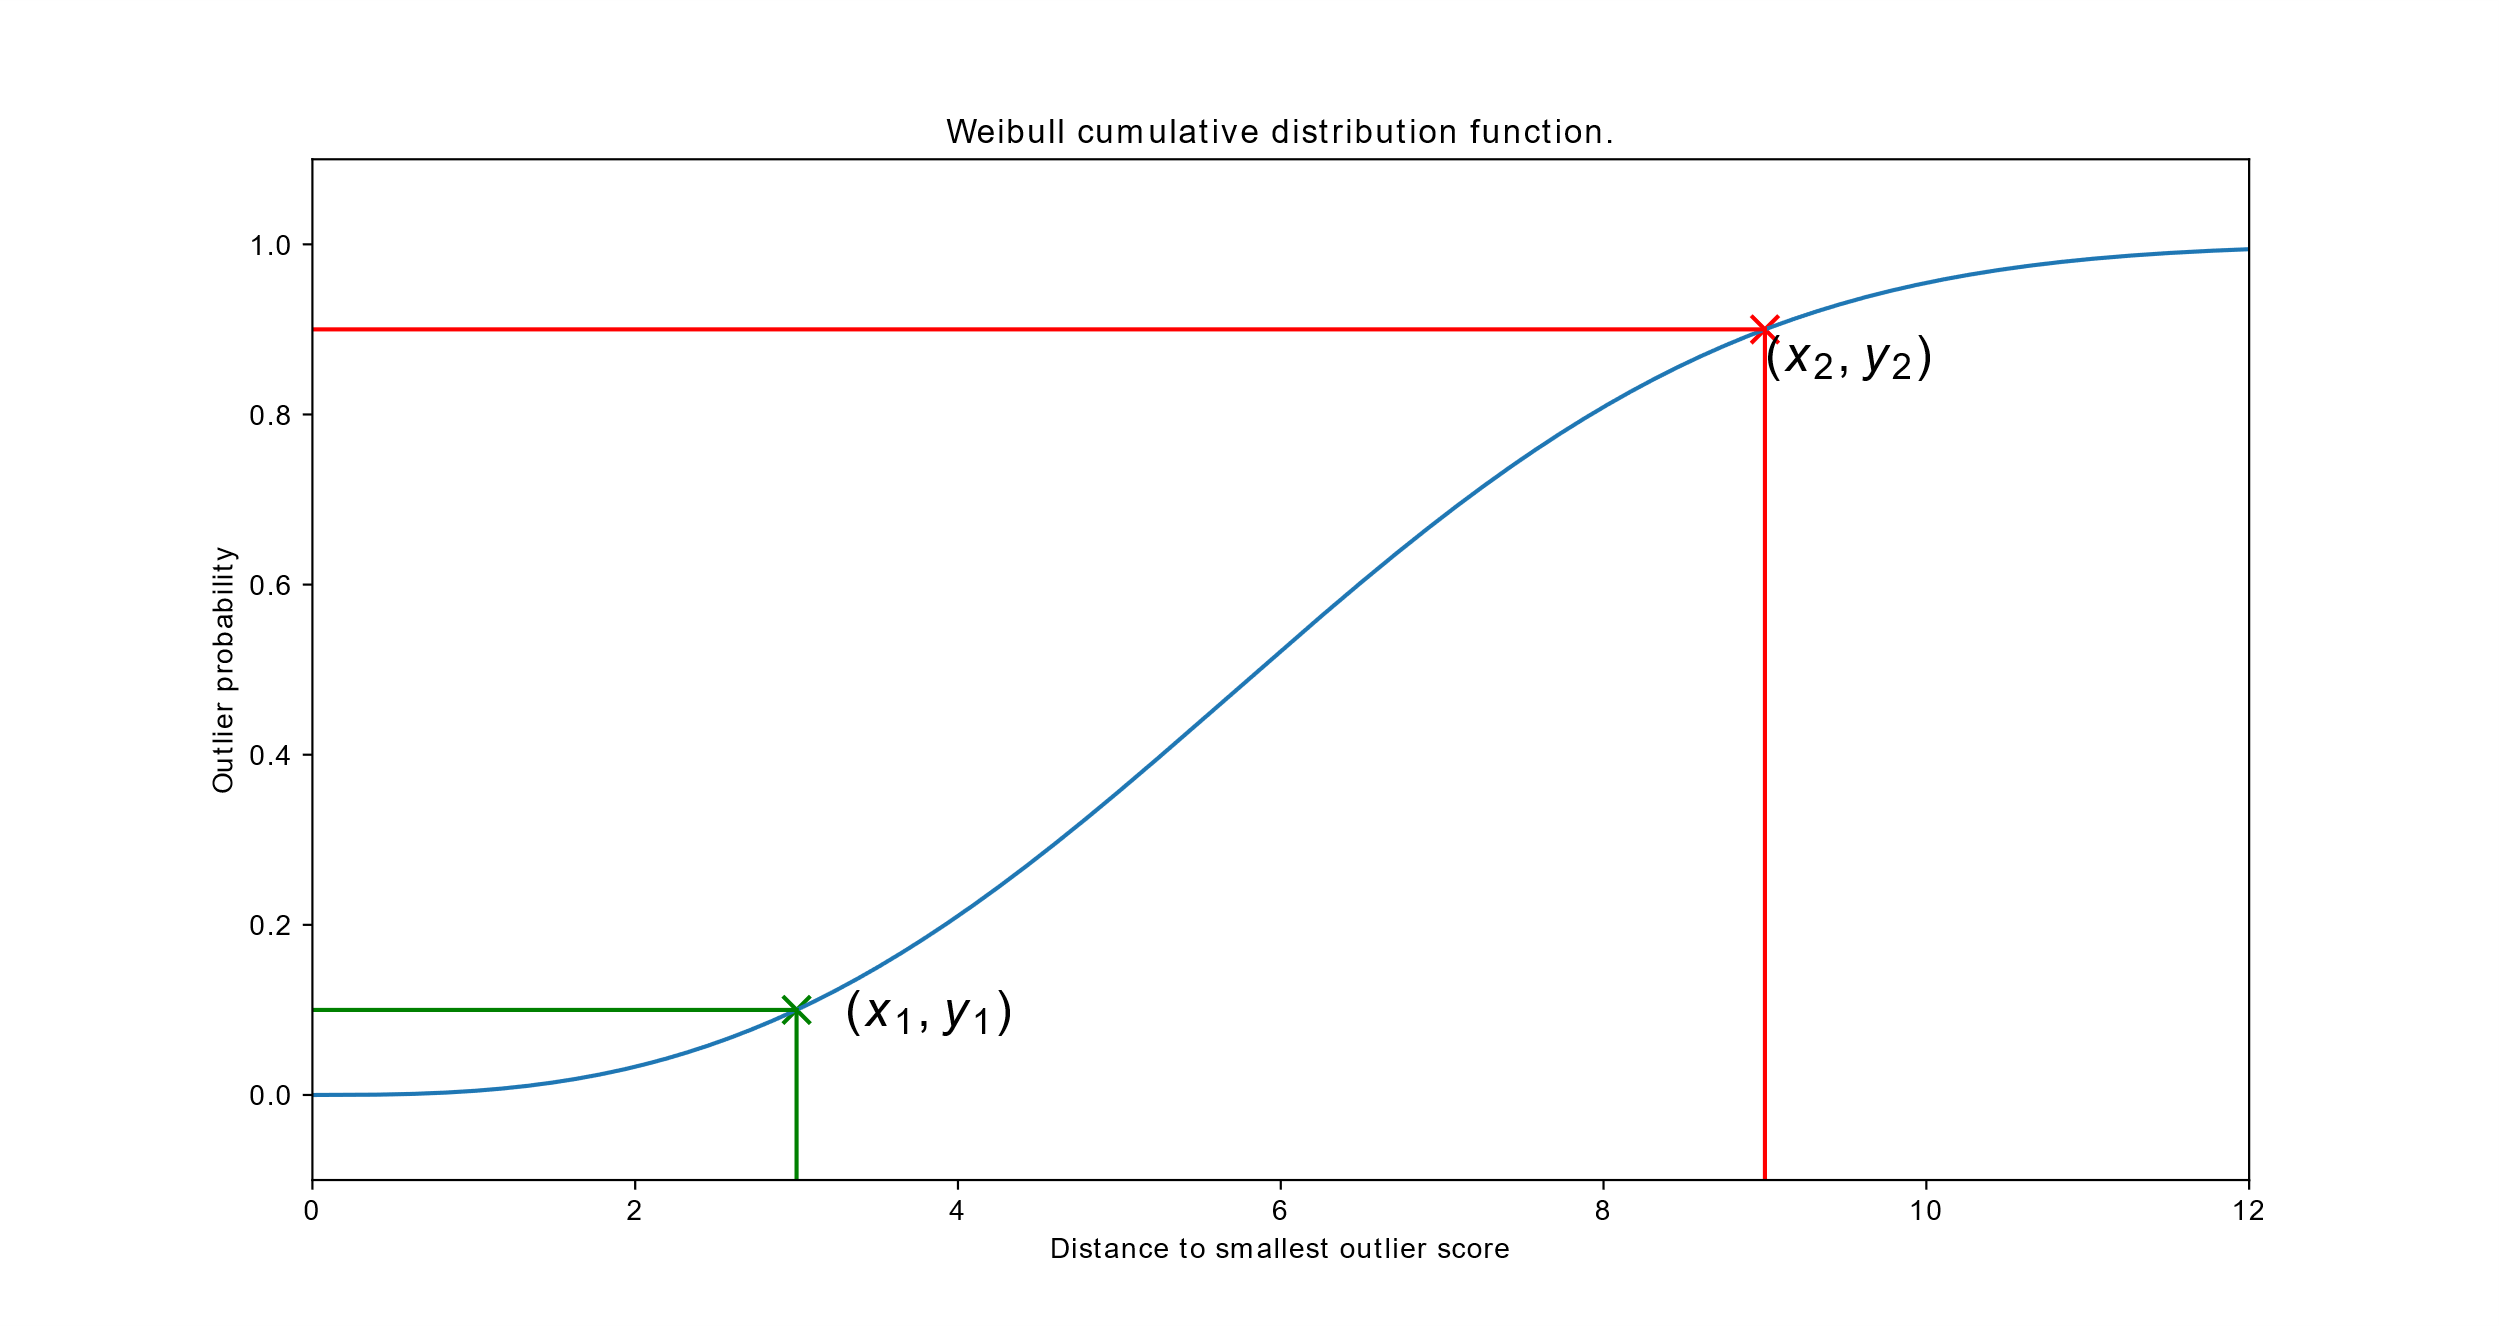 Weibull cumulative distribution function.
1.0
0.8
0.6
0.4
0.2
0.0
Outlier probability
(x₂, y₂)
(x₁, y₁)
0 2 4 6 8 10 12
Distance to smallest outlier score